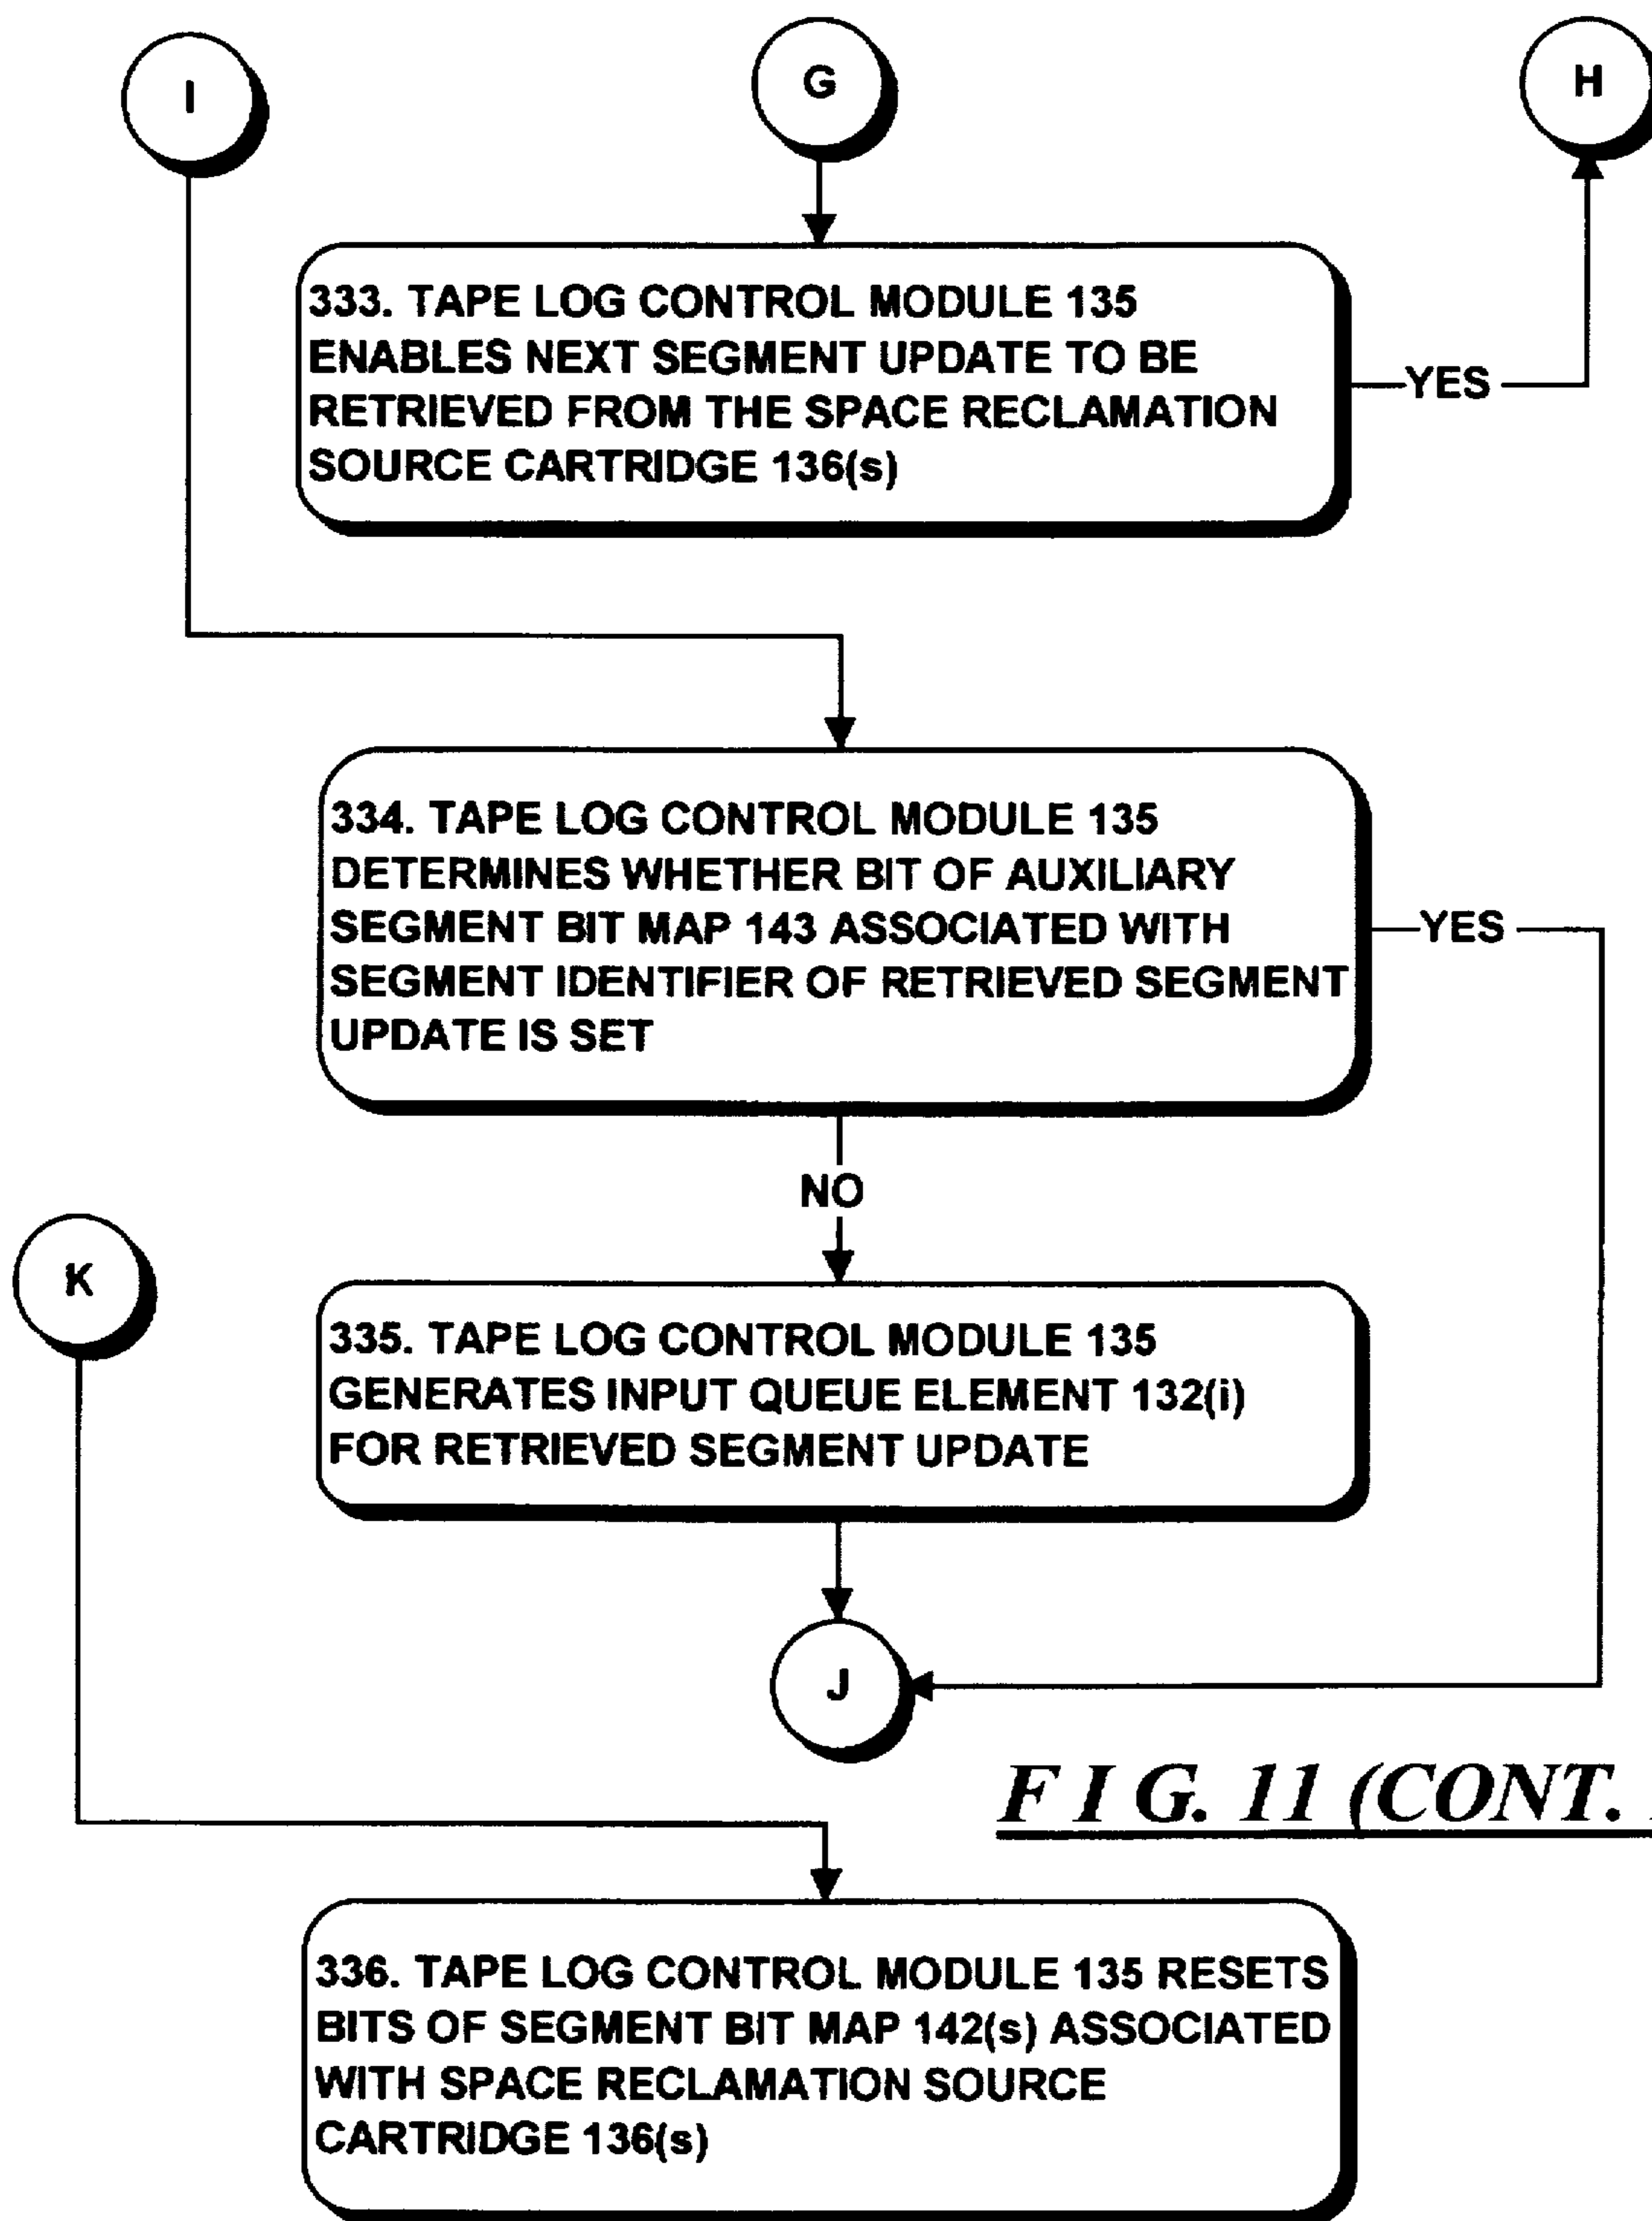 I
G
H
333. TAPE LOG CONTROL MODULE 135
ENABLES NEXT SEGMENT UPDATE TO BE
RETRIEVED FROM THE SPACE RECLAMATION
SOURCE CARTRIDGE 136(s)
YES
334. TAPE LOG CONTROL MODULE 135
DETERMINES WHETHER BIT OF AUXILIARY
SEGMENT BIT MAP 143 ASSOCIATED WITH
SEGMENT IDENTIFIER OF RETRIEVED SEGMENT
UPDATE IS SET
YES
NO
K
335. TAPE LOG CONTROL MODULE 135
GENERATES INPUT QUEUE ELEMENT 132(i)
FOR RETRIEVED SEGMENT UPDATE
J
F I G. 11 (CONT.
336. TAPE LOG CONTROL MODULE 135 RESETS
BITS OF SEGMENT BIT MAP 142(s) ASSOCIATED
WITH SPACE RECLAMATION SOURCE
CARTRIDGE 136(s)